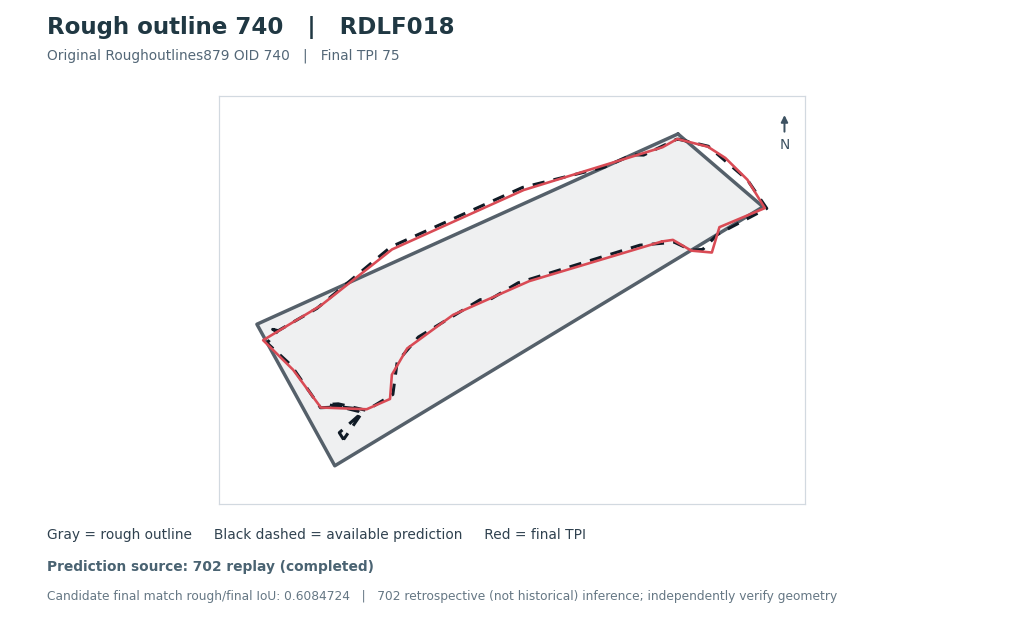 Rough outline 740   |   RDLF018
Original Roughoutlines879 OID 740   |   Final TPI 75
N
Gray = rough outline     Black dashed = available prediction     Red = final TPI
Prediction source: 702 replay (completed)
Candidate final match rough/final IoU: 0.6084724   |   702 retrospective (not historical) inference; independently verify geometry